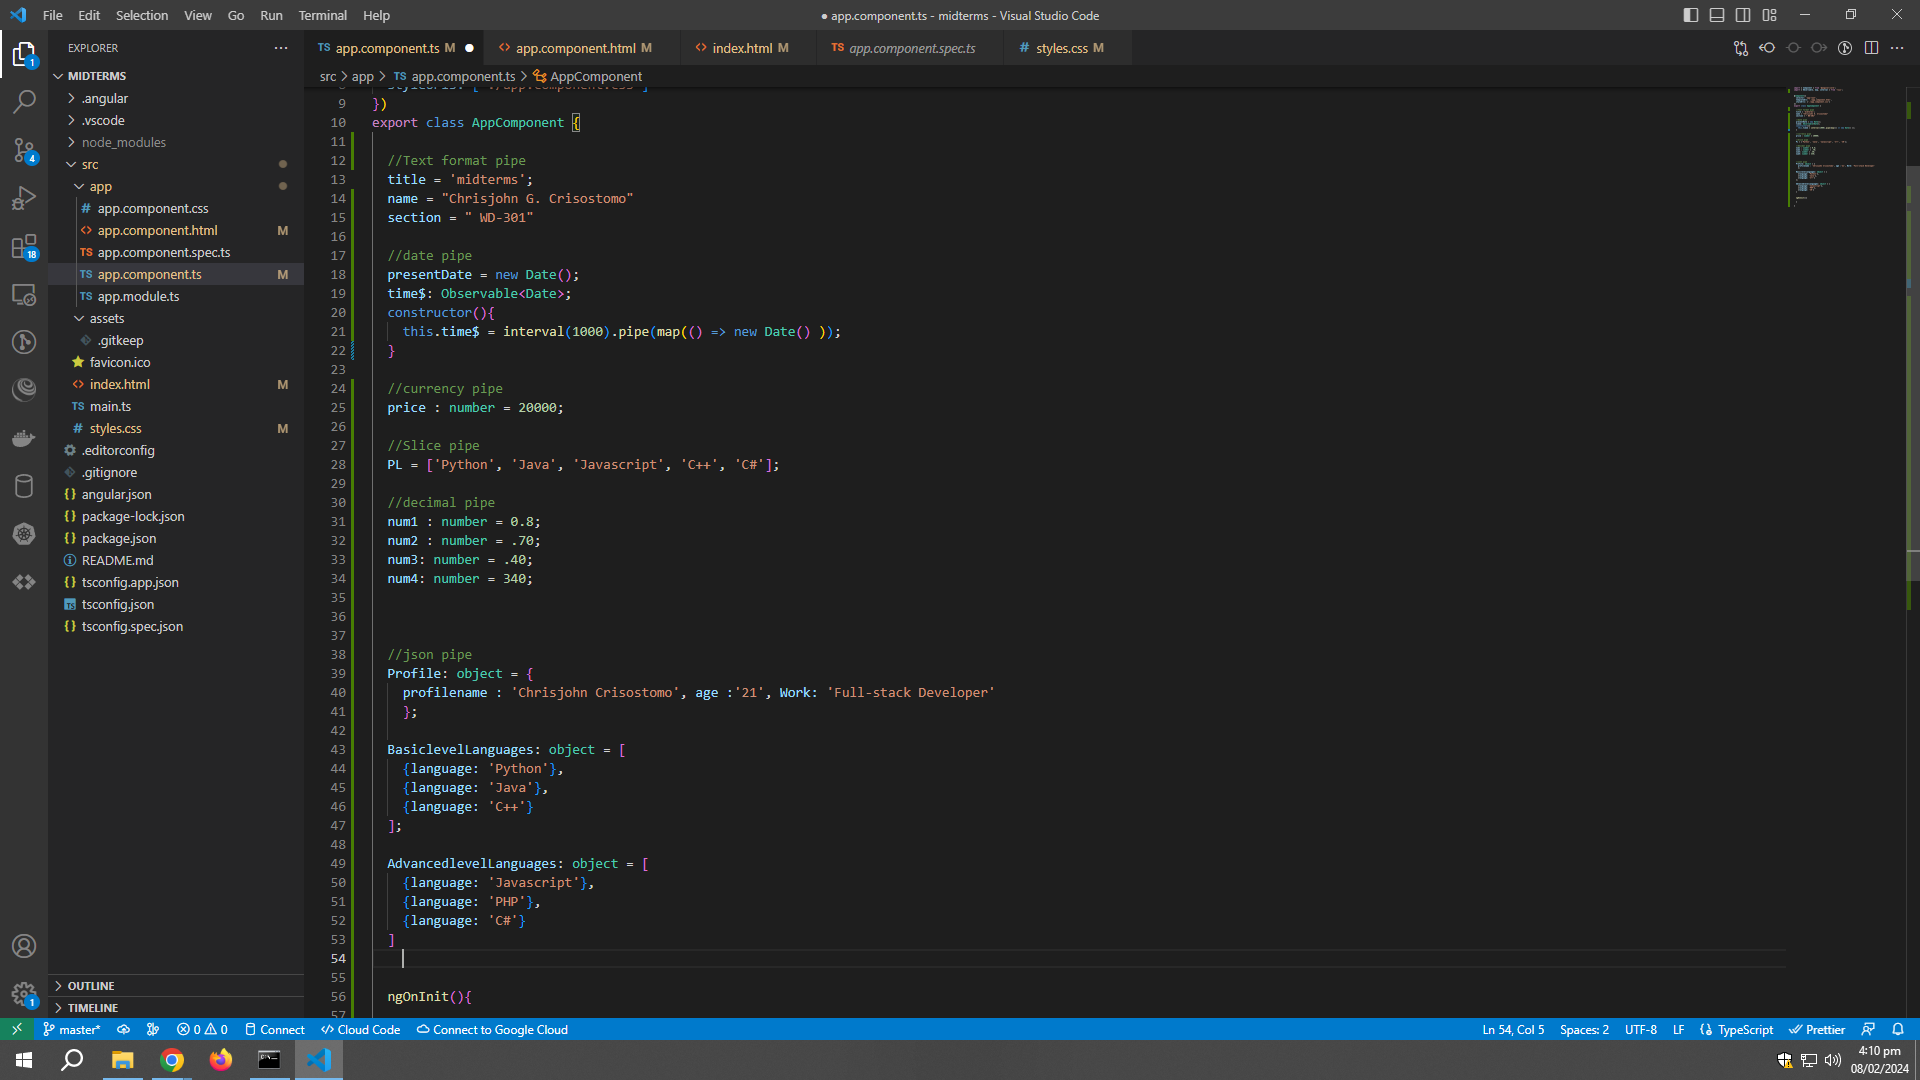 File Edit Selection View Go Run Terminal Help
● app.component.ts - midterms - Visual Studio Code
EXPLORER
MIDTERMS
.angular
.vscode
node_modules
src
app
# app.component.css
<> app.component.html M
TS app.component.spec.ts
TS app.component.ts M
TS app.module.ts
assets
.gitkeep
favicon.ico
<> index.html M
TS main.ts
# styles.css M
.editorconfig
.gitignore
{} angular.json
{} package-lock.json
{} package.json
README.md
{} tsconfig.app.json
TS tsconfig.json
{} tsconfig.spec.json
OUTLINE
TIMELINE
1
4
18
1
TS app.component.ts M ● <> app.component.html M <> index.html M TS app.component.spec.ts # styles.css M
src > app > TS app.component.ts > AppComponent
9 })
10 export class AppComponent {
11
12 //Text format pipe
13 title = 'midterms';
14 name = "Chrisjohn G. Crisostomo"
15 section = " WD-301"
16
17 //date pipe
18 presentDate = new Date();
19 time$: Observable<Date>;
20 constructor(){
21 this.time$ = interval(1000).pipe(map(() => new Date() ));
22 }
23
24 //currency pipe
25 price : number = 20000;
26
27 //Slice pipe
28 PL = ['Python', 'Java', 'Javascript', 'C++', 'C#'];
29
30 //decimal pipe
31 num1 : number = 0.8;
32 num2 : number = .70;
33 num3: number = .40;
34 num4: number = 340;
35
36
37
38 //json pipe
39 Profile: object = {
40 profilename : 'Chrisjohn Crisostomo', age :'21', Work: 'Full-stack Developer'
41 };
42
43 BasiclevelLanguages: object = [
44 {language: 'Python'},
45 {language: 'Java'},
46 {language: 'C++'}
47 ];
48
49 AdvancedlevelLanguages: object = [
50 {language: 'Javascript'},
51 {language: 'PHP'},
52 {language: 'C#'}
53 ]
54
55
56 ngOnInit(){
57
master* 0 0 Connect Cloud Code Connect to Google Cloud
Ln 54, Col 5 Spaces: 2 UTF-8 LF {} TypeScript Prettier
4:10 pm
08/02/2024